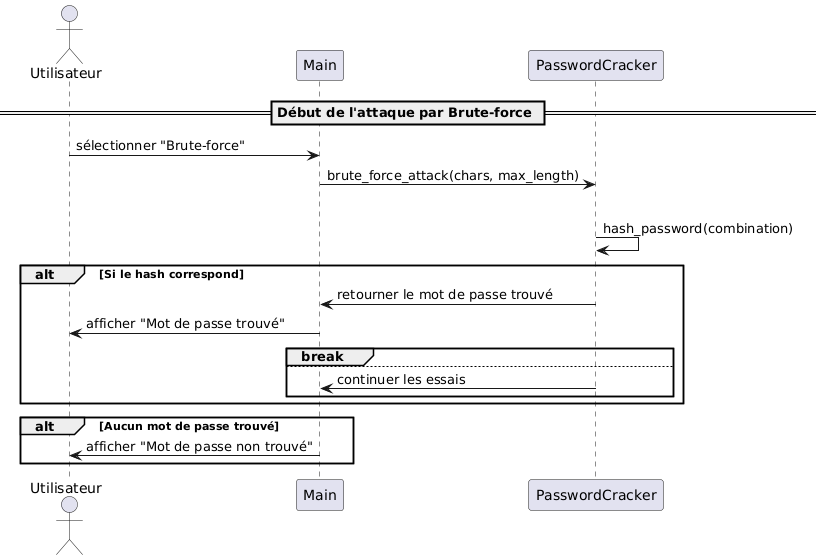 Utilisateur
Main
PasswordCracker
Début de l'attaque par Brute-force
sélectionner "Brute-force"
brute_force_attack(chars, max_length)
hash_password(combination)
alt
[Si le hash correspond]
retourner le mot de passe trouvé
afficher "Mot de passe trouvé"
break
continuer les essais
alt
[Aucun mot de passe trouvé]
afficher "Mot de passe non trouvé"
Utilisateur
Main
PasswordCracker